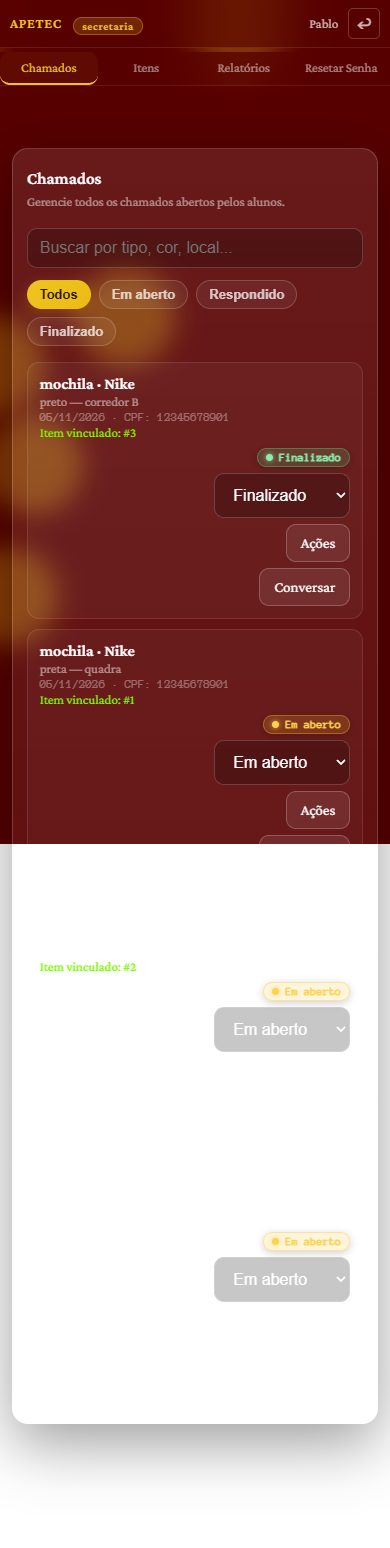 APETEC secretaria Pablo
Chamados Itens Relatórios Resetar Senha
Chamados
Gerencie todos os chamados abertos pelos alunos.
Buscar por tipo, cor, local...
Todos Em aberto Respondido
Finalizado
mochila · Nike
preto — corredor B
05/11/2026 · CPF: 12345678901
Item vinculado: #3
Finalizado
Finalizado
Ações
Conversar
mochila · Nike
preta — quadra
05/11/2026 · CPF: 12345678901
Item vinculado: #1
Em aberto
Em aberto
Ações
Item vinculado: #2
Em aberto
Em aberto
Em aberto
Em aberto